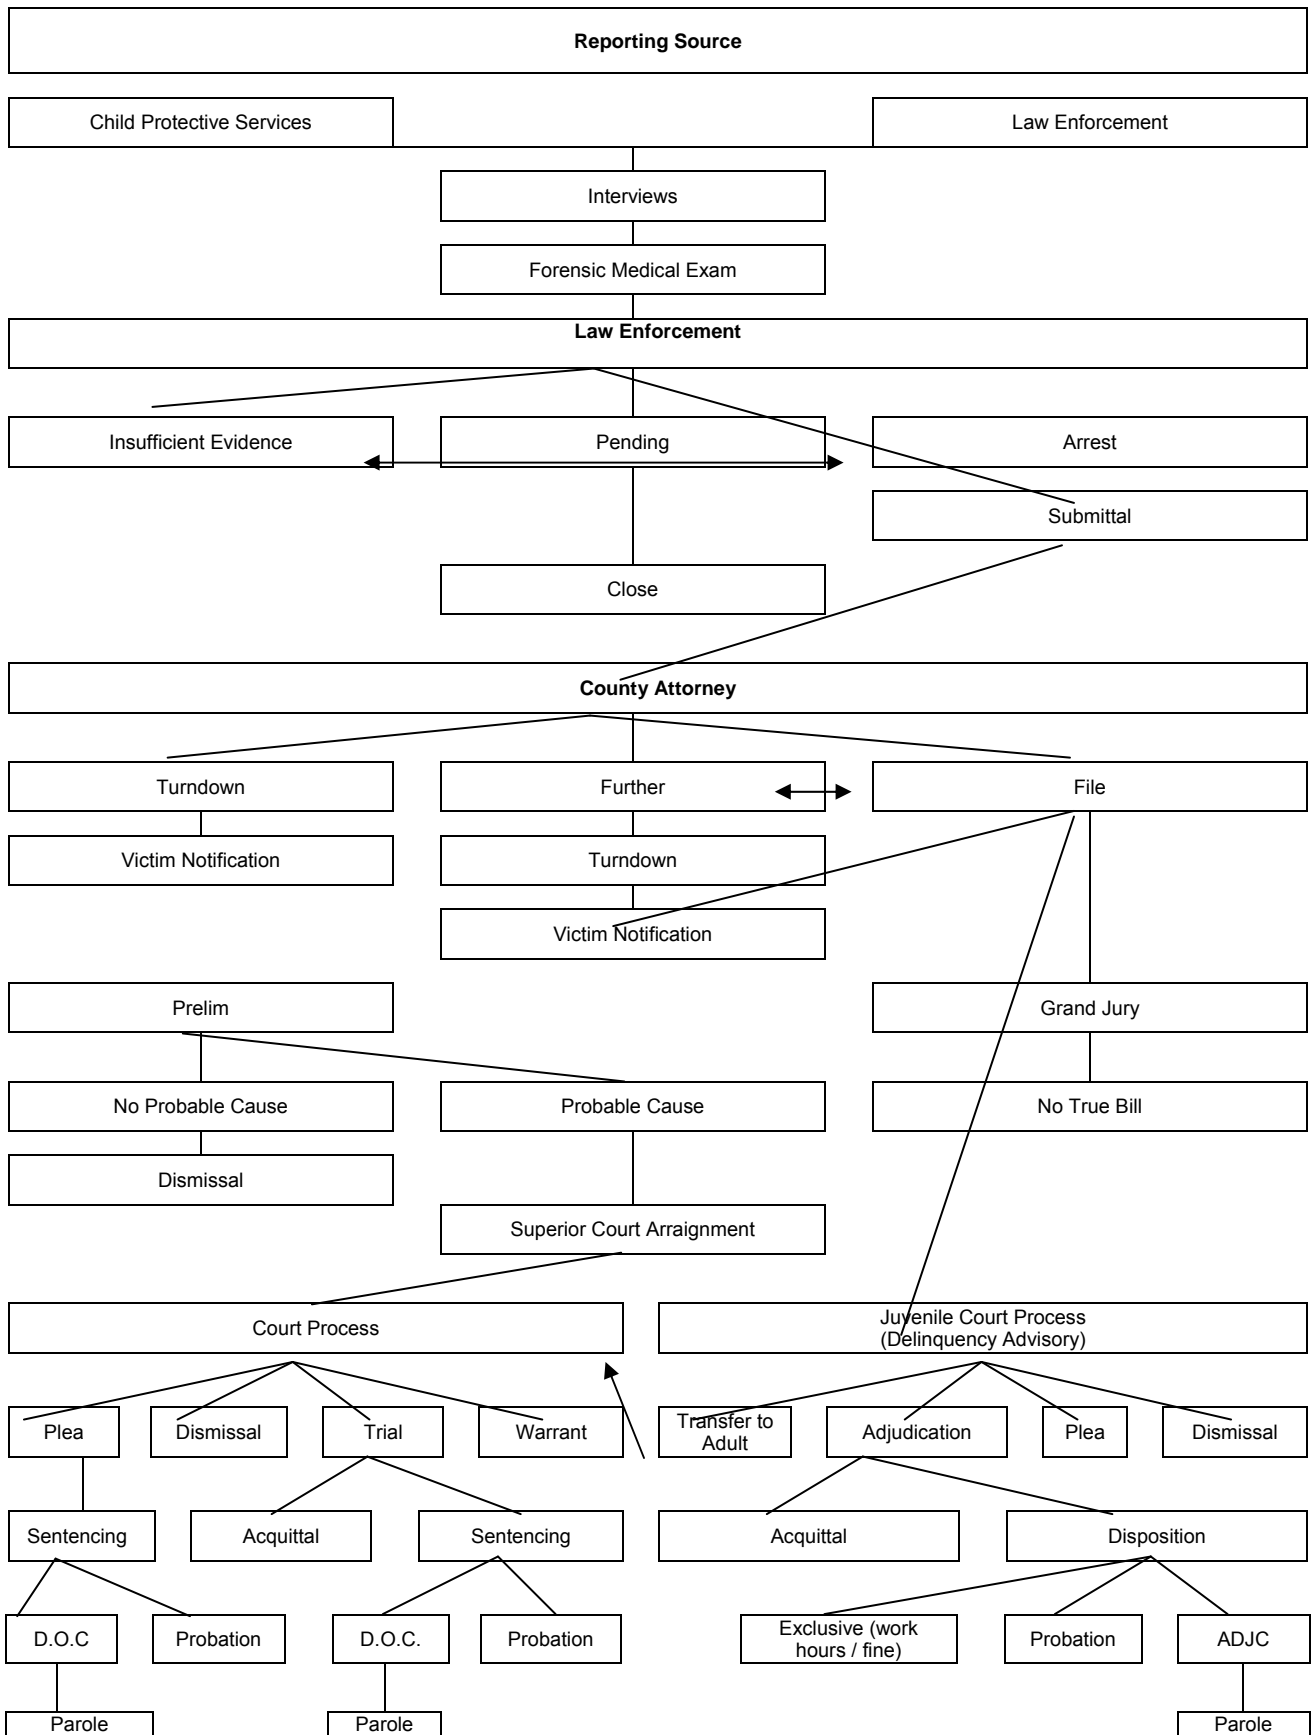 Reporting Source
Child Protective Services
Law Enforcement
Interviews
Forensic Medical Exam
Law Enforcement
Insufficient Evidence
Pending
Arrest
Submittal
Close
County Attorney
Turndown
Further
File
Victim Notification
Turndown
Victim Notification
Prelim
Grand Jury
No Probable Cause
Probable Cause
No True Bill
Dismissal
Superior Court Arraignment
Court Process
Juvenile Court Process
(Delinquency Advisory)
Plea
Dismissal
Trial
Warrant
Transfer to
Adult
Adjudication
Plea
Dismissal
Sentencing
Acquittal
Sentencing
Acquittal
Disposition
D.O.C
Probation
D.O.C.
Probation
Exclusive (work
hours / fine)
Probation
ADJC
Parole
Parole
Parole